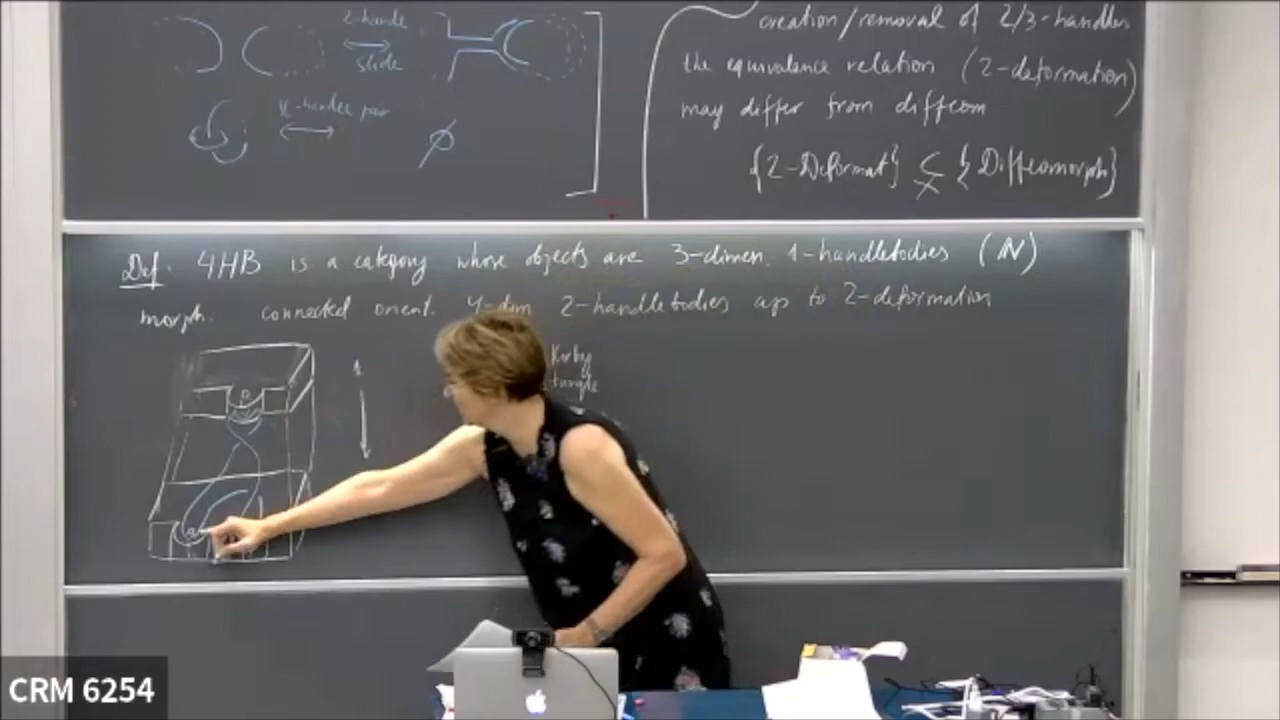 2-handle
slide
1/2-handle pair
creation/removal of 2/3-handles
the equivalence relation (2-deformation)
may differ from diffeom
{2-Deformat} ⊊ {Diffeomorph}
Def. 4HB is a category whose objects are 3-dimen. 1-handlebodies (ℕ)
morph. connected orient. 4-dim 2-handlebodies up to 2-deformation
1
Kirby
tangle
CRM 6254